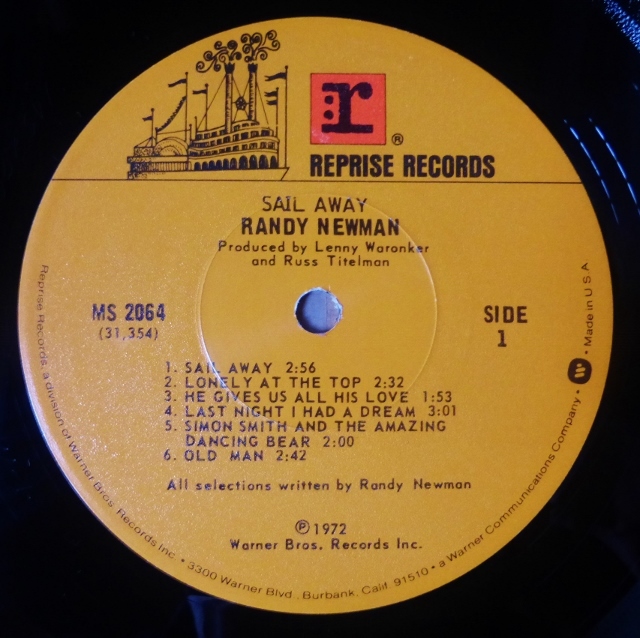 r
®
REPRISE RECORDS
SAIL AWAY
RANDY NEWMAN
Produced by Lenny Waronker
and Russ Titelman
MS 2064
(31,354)
SIDE
1
1. SAIL AWAY 2:56
2. LONELY AT THE TOP 2:32
3. HE GIVES US ALL HIS LOVE 1:53
4. LAST NIGHT I HAD A DREAM 3:01
5. SIMON SMITH AND THE AMAZING
DANCING BEAR 2:00
6. OLD MAN 2:42
All selections written by Randy Newman
℗ 1972
Warner Bros. Records Inc.
Reprise Records, a division of Warner Bros. Records Inc. • 3300 Warner Blvd., Burbank, Calif. 91510 • a Warner Communications Company • W • Made in U.S.A.